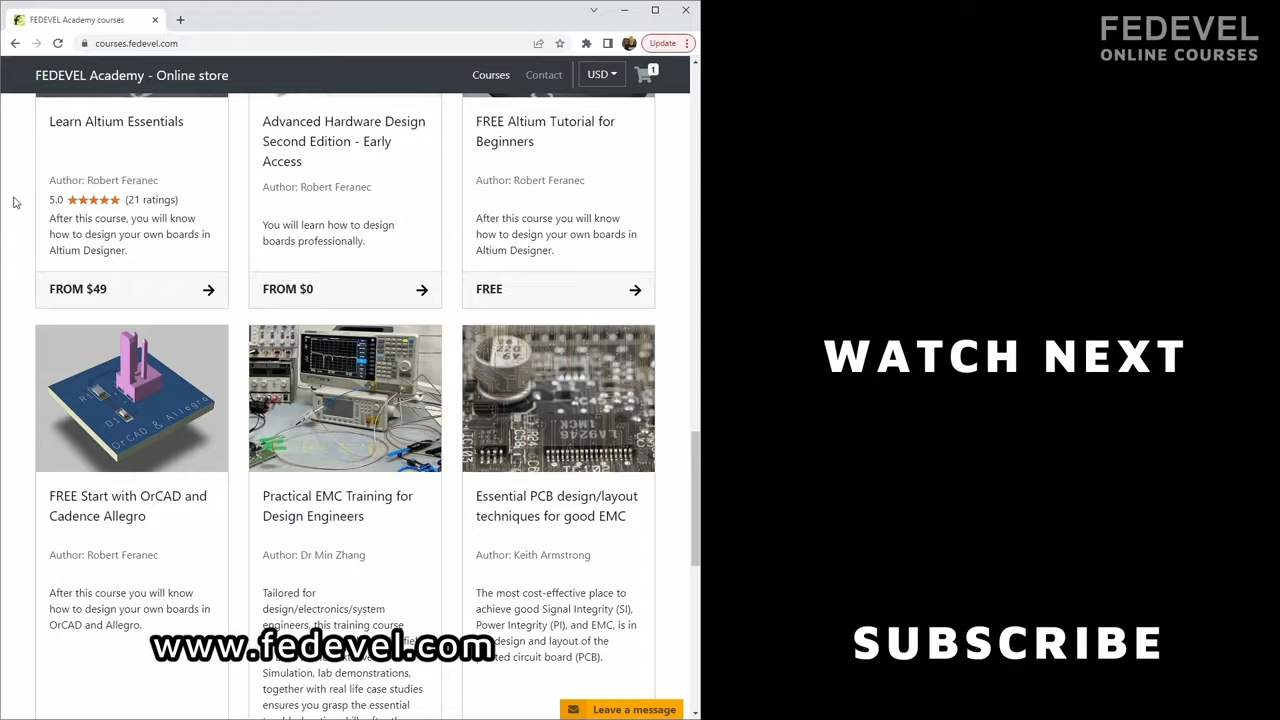 FEDEVEL Academy courses
courses.fedevel.com
Update
FEDEVEL Academy - Online store
Courses
Contact
USD
1
Learn Altium Essentials
Author: Robert Feranec
5.0 ★★★★★ (21 ratings)
After this course, you will know
how to design your own boards in
Altium Designer.
FROM $49
Advanced Hardware Design
Second Edition - Early
Access
Author: Robert Feranec
You will learn how to design
boards professionally.
FROM $0
FREE Altium Tutorial for
Beginners
Author: Robert Feranec
After this course you will know
how to design your own boards in
Altium Designer.
FREE
OrCAD & Allegro
FREE Start with OrCAD and
Cadence Allegro
Author: Robert Feranec
After this course you will know
how to design your own boards in
OrCAD and Allegro.
Practical EMC Training for
Design Engineers
Author: Dr Min Zhang
Tailored for
design/electronics/system
engineers, this training course
Simulation, lab demonstrations,
together with real life case studies
ensures you grasp the essential
LA9246
1MCK
Essential PCB design/layout
techniques for good EMC
Author: Keith Armstrong
The most cost-effective place to
achieve good Signal Integrity (SI),
Power Integrity (PI), and EMC, is in
design and layout of the
circuit board (PCB).
www.fedevel.com
Leave a message
FEDEVEL
ONLINE COURSES
WATCH NEXT
SUBSCRIBE